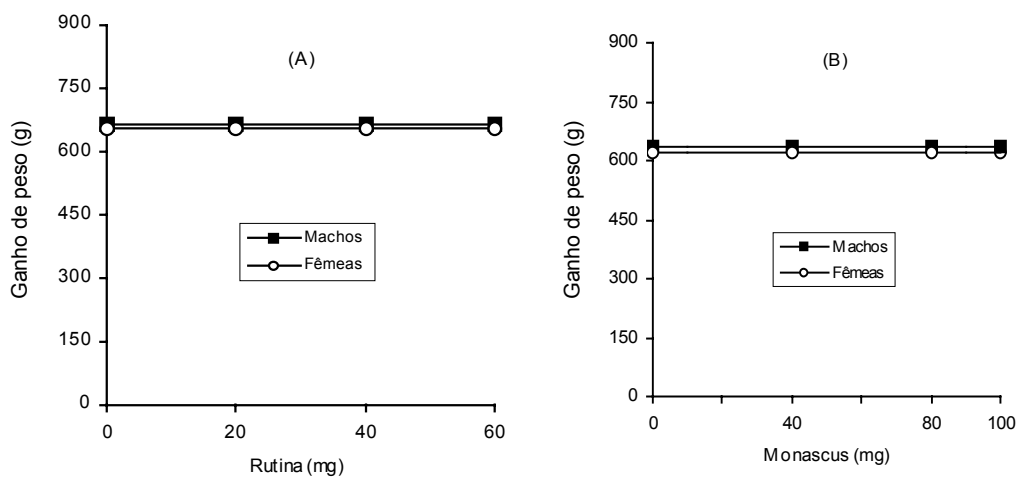 (A)
Ganho de peso (g)
900
750
600
450
300
150
0
Machos
Fêmeas
0 20 40 60
Rutina (mg)
(B)
Ganho de peso (g)
900
750
600
450
300
150
0
Machos
Fêmeas
0 40 80 100
Monascus (mg)